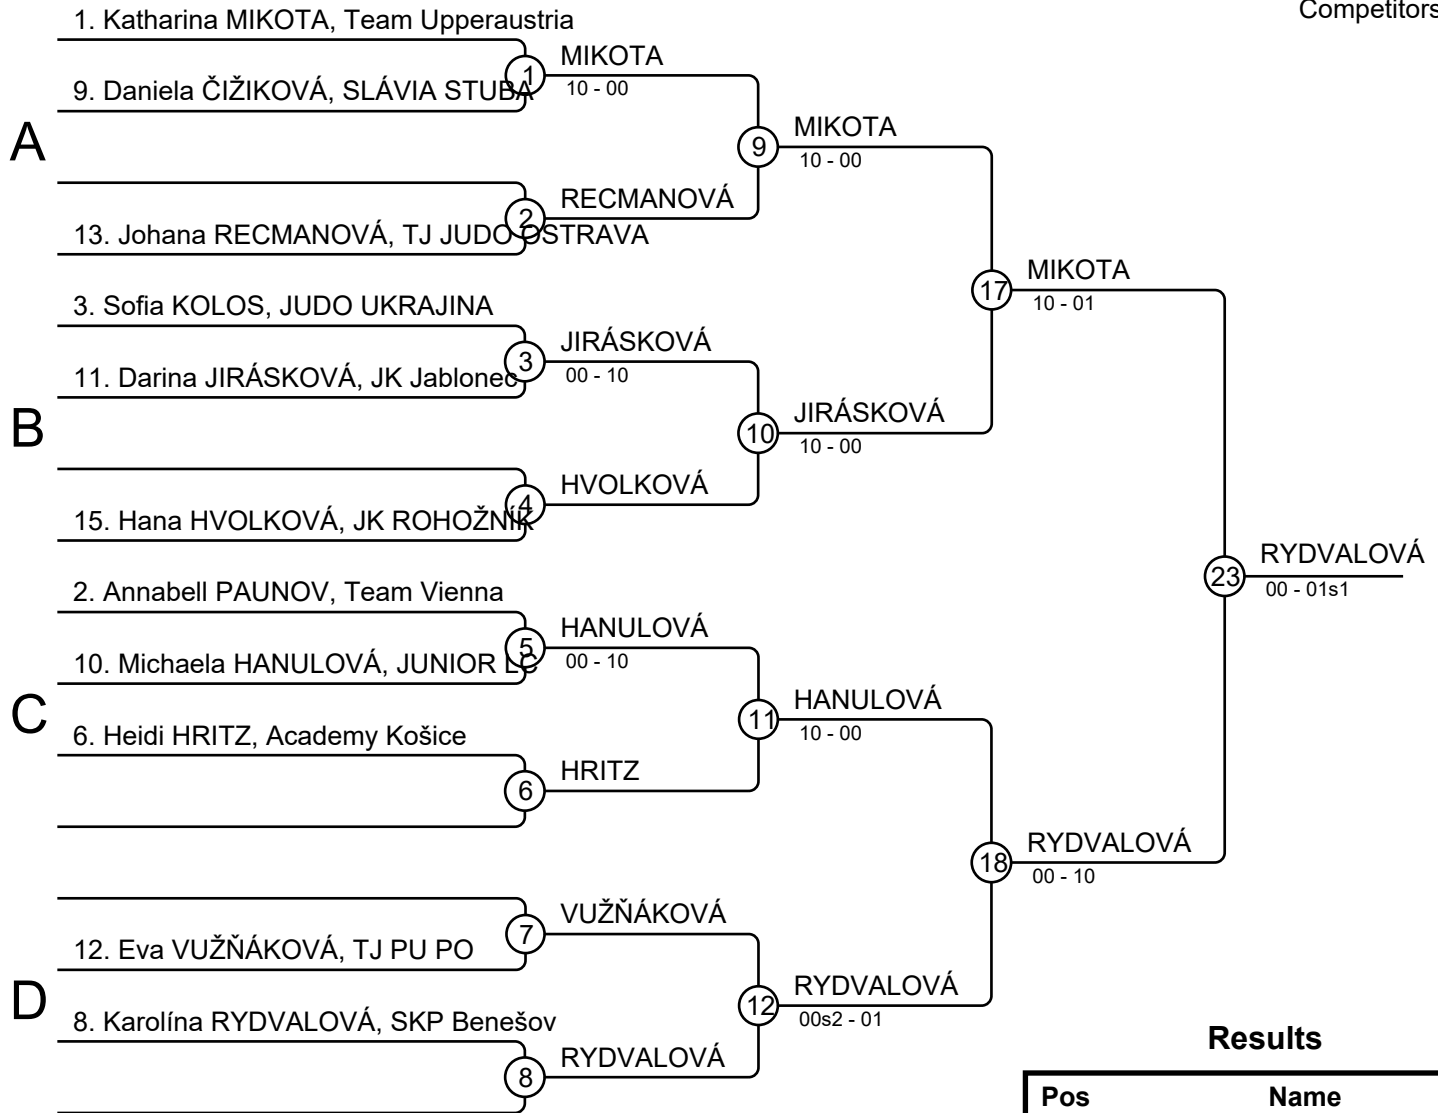 Competitors
1. Katharina MIKOTA, Team Upperaustria
1
MIKOTA
10 - 00
9. Daniela ČIŽIKOVÁ, SLÁVIA STUBA
A
9
MIKOTA
10 - 00
2
RECMANOVÁ
13. Johana RECMANOVÁ, TJ JUDO OSTRAVA
17
MIKOTA
10 - 01
3. Sofia KOLOS, JUDO UKRAJINA
3
JIRÁSKOVÁ
00 - 10
11. Darina JIRÁSKOVÁ, JK Jablonec
B
10
JIRÁSKOVÁ
10 - 00
4
HVOLKOVÁ
15. Hana HVOLKOVÁ, JK ROHOŽNÍK
23
RYDVALOVÁ
00 - 01s1
2. Annabell PAUNOV, Team Vienna
5
HANULOVÁ
00 - 10
10. Michaela HANULOVÁ, JUNIOR LC
C
11
HANULOVÁ
10 - 00
6. Heidi HRITZ, Academy Košice
6
HRITZ
18
RYDVALOVÁ
00 - 10
7
VUŽŇÁKOVÁ
12. Eva VUŽŇÁKOVÁ, TJ PU PO
D
12
RYDVALOVÁ
00s2 - 01
8. Karolína RYDVALOVÁ, SKP Benešov
8
RYDVALOVÁ
Results
Pos Name